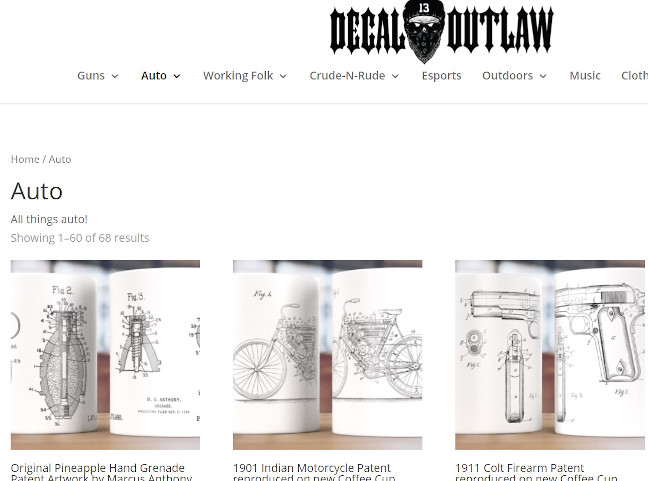 DECAL 13 OUTLAW
Guns Auto Working Folk Crude-N-Rude Esports Outdoors Music Cloth
Home / Auto
Auto
All things auto!
Showing 1–60 of 68 results
Fig. 2. Fig. 3. Fig. 1.
M. S. ANTHONY.
GRENADE.
Original Pineapple Hand Grenade
Patent Artwork by Marcus Anthony
1901 Indian Motorcycle Patent
reproduced on new Coffee Cup
1911 Colt Firearm Patent
reproduced on new Coffee Cup